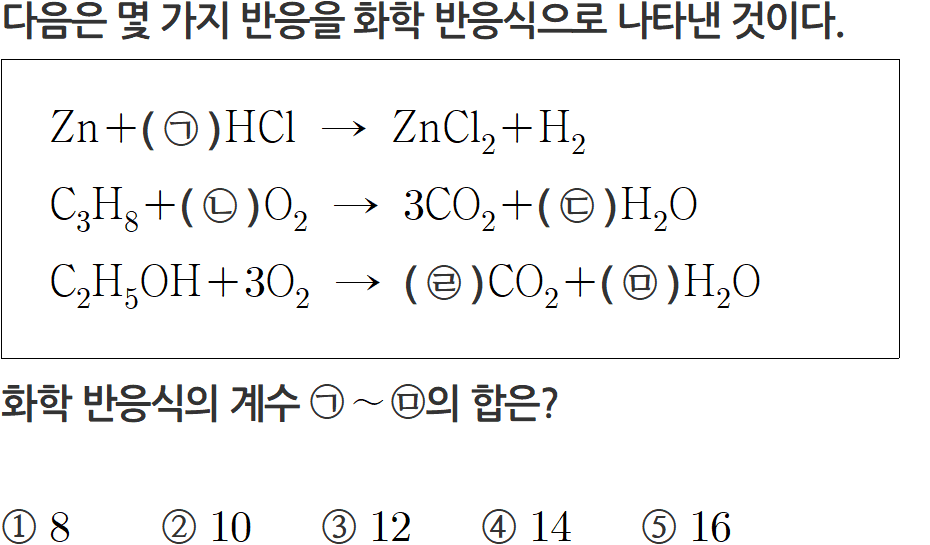 다음은 몇 가지 반응을 화학 반응식으로 나타낸 것이다.
Zn+(㉠)HCl → ZnCl₂+H₂
C₃H₈+(㉡)O₂ → 3CO₂+(㉢)H₂O
C₂H₅OH+3O₂ → (㉣)CO₂+(㉤)H₂O
화학 반응식의 계수 ㉠~㉤의 합은?
① 8 ② 10 ③ 12 ④ 14 ⑤ 16